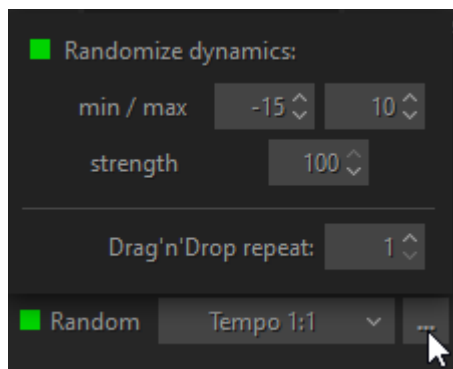 Randomize dynamics:
min / max -15 10
strength 100
Drag'n'Drop repeat: 1
Random Tempo 1:1 ...